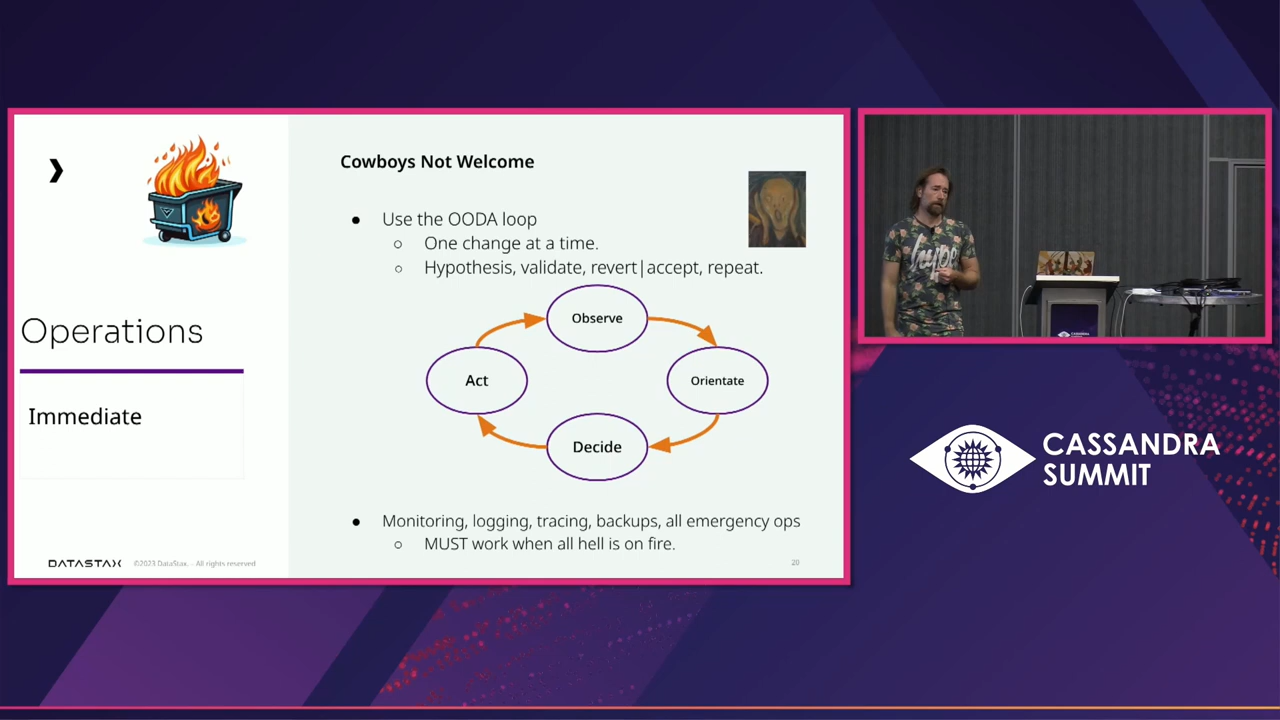 Cowboys Not Welcome
● Use the OODA loop
○ One change at a time.
○ Hypothesis, validate, revert|accept, repeat.
Observe
Act
Orientate
Decide
● Monitoring, logging, tracing, backups, all emergency ops
○ MUST work when all hell is on fire.
Operations
Immediate
DATASTAX ©2023 DataStax. – All rights reserved
20
CASSANDRA
SUMMIT